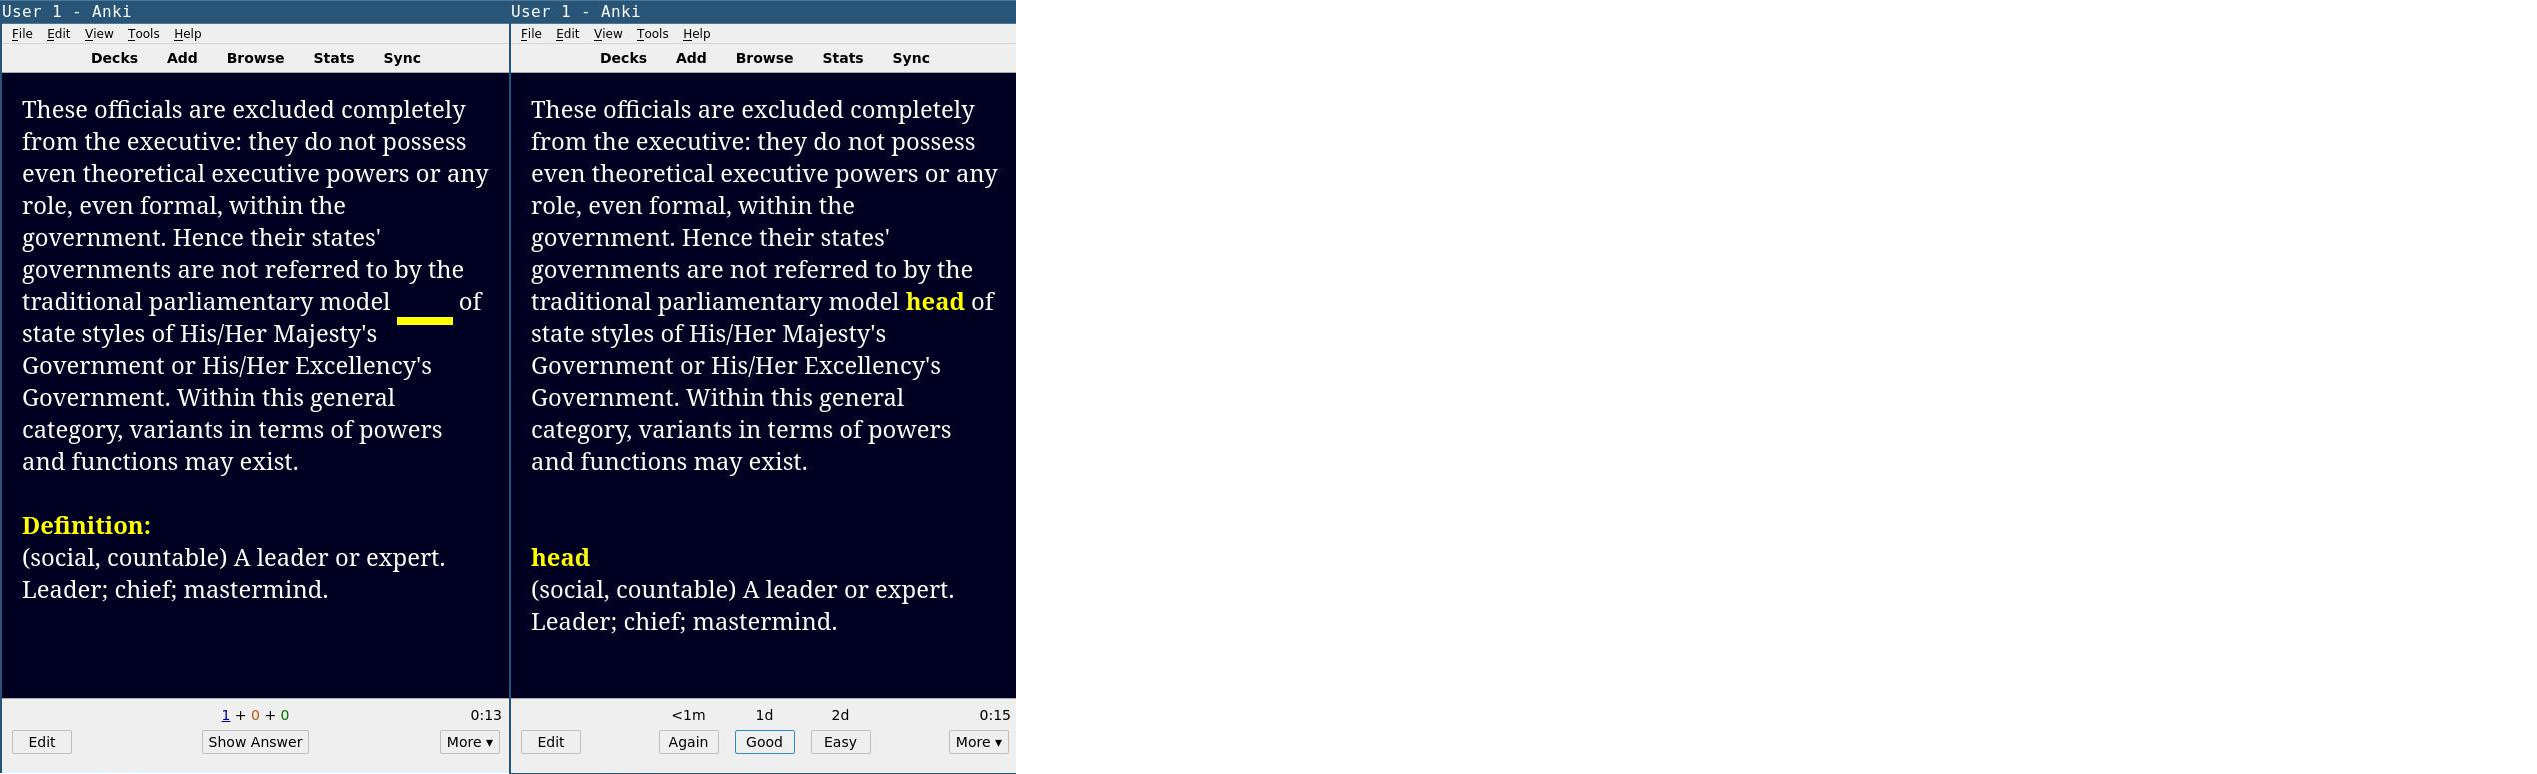 User 1 - Anki
File Edit View Tools Help
Decks Add Browse Stats Sync
These officials are excluded completely
from the executive: they do not possess
even theoretical executive powers or any
role, even formal, within the
government. Hence their states'
governments are not referred to by the
traditional parliamentary model ____ of
state styles of His/Her Majesty's
Government or His/Her Excellency's
Government. Within this general
category, variants in terms of powers
and functions may exist.
Definition:
(social, countable) A leader or expert.
Leader; chief; mastermind.
1 + 0 + 0 0:13
Edit Show Answer More ▾
User 1 - Anki
File Edit View Tools Help
Decks Add Browse Stats Sync
These officials are excluded completely
from the executive: they do not possess
even theoretical executive powers or any
role, even formal, within the
government. Hence their states'
governments are not referred to by the
traditional parliamentary model head of
state styles of His/Her Majesty's
Government or His/Her Excellency's
Government. Within this general
category, variants in terms of powers
and functions may exist.
head
(social, countable) A leader or expert.
Leader; chief; mastermind.
<1m 1d 2d 0:15
Edit Again Good Easy More ▾